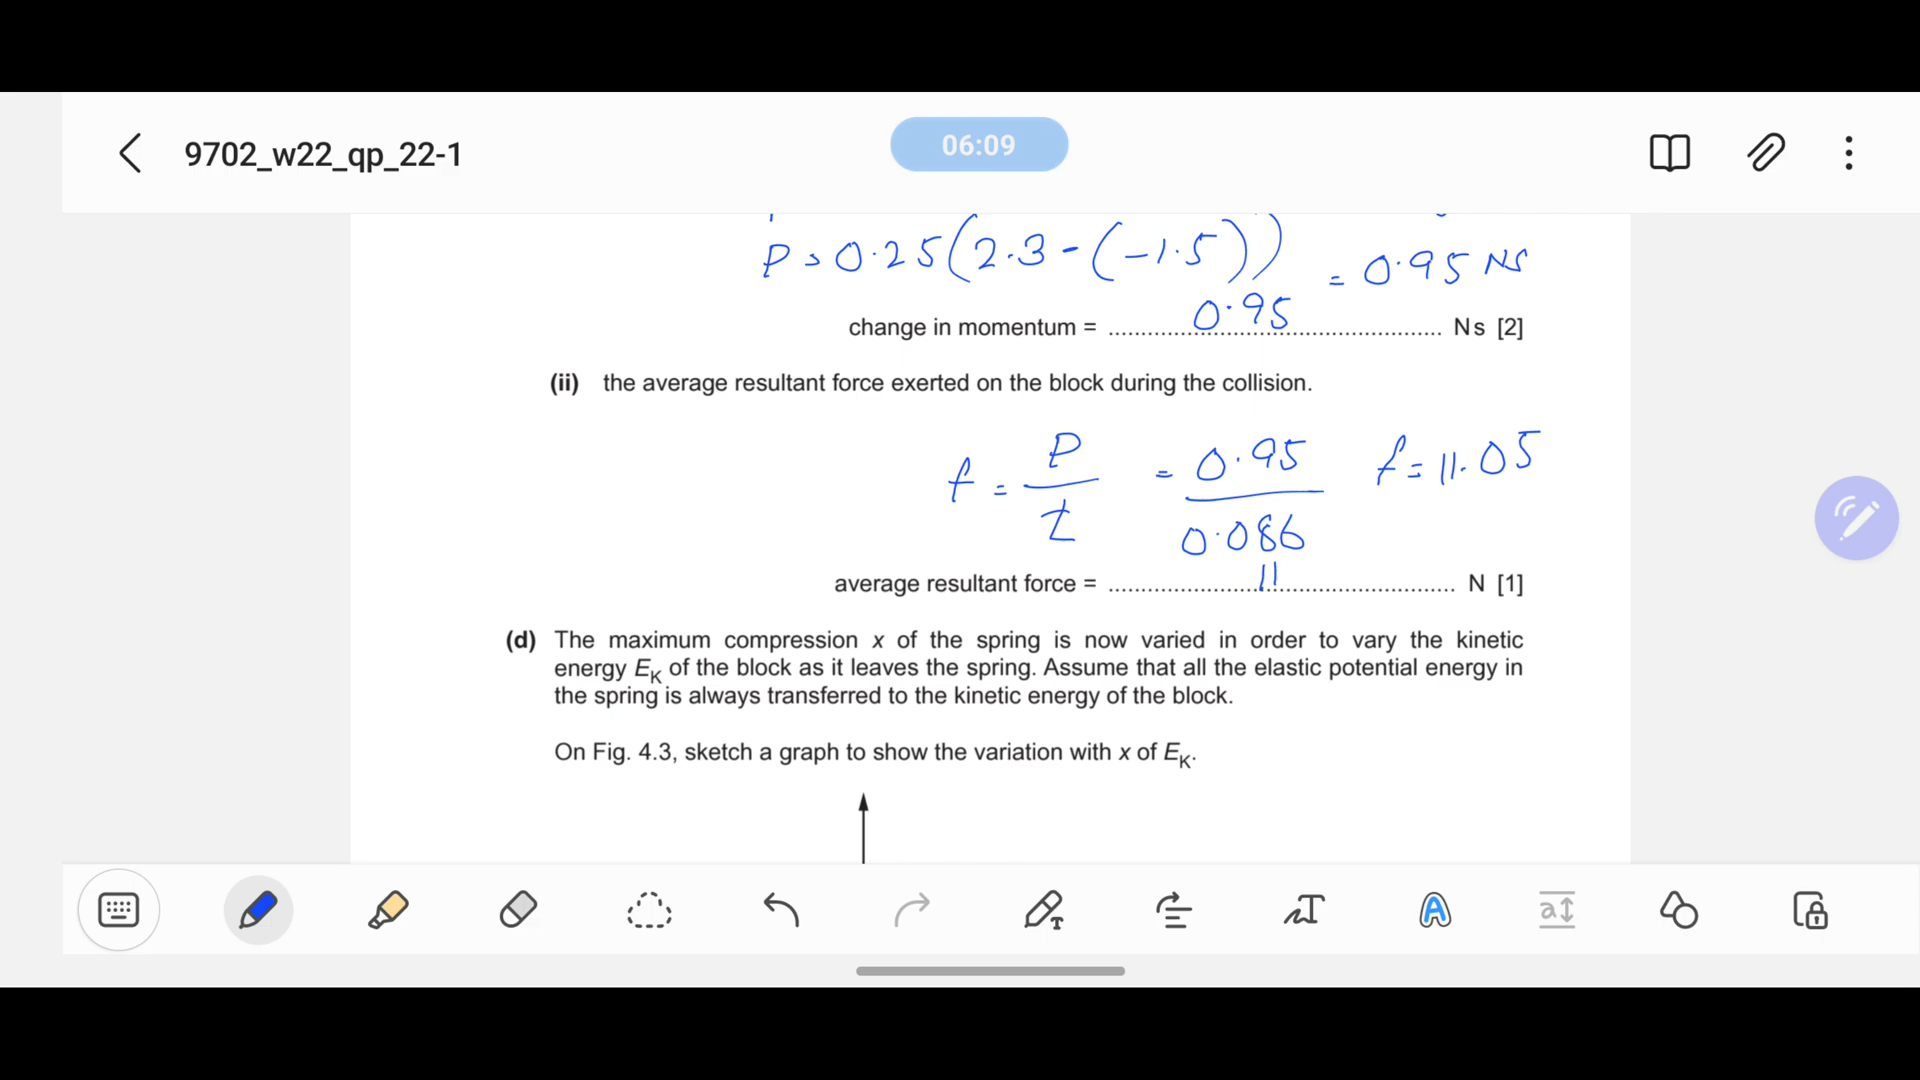 9702_w22_qp_22-1
06:09
P = 0.25(2.3-(-1.5)) = 0.95 NS
0.95
change in momentum = .................................................. Ns [2]
(ii) the average resultant force exerted on the block during the collision.
f = P/t = 0.95/0.086 f = 11.05
11
average resultant force = .................................................... N [1]
(d) The maximum compression x of the spring is now varied in order to vary the kinetic
energy EK of the block as it leaves the spring. Assume that all the elastic potential energy in
the spring is always transferred to the kinetic energy of the block.
On Fig. 4.3, sketch a graph to show the variation with x of EK.